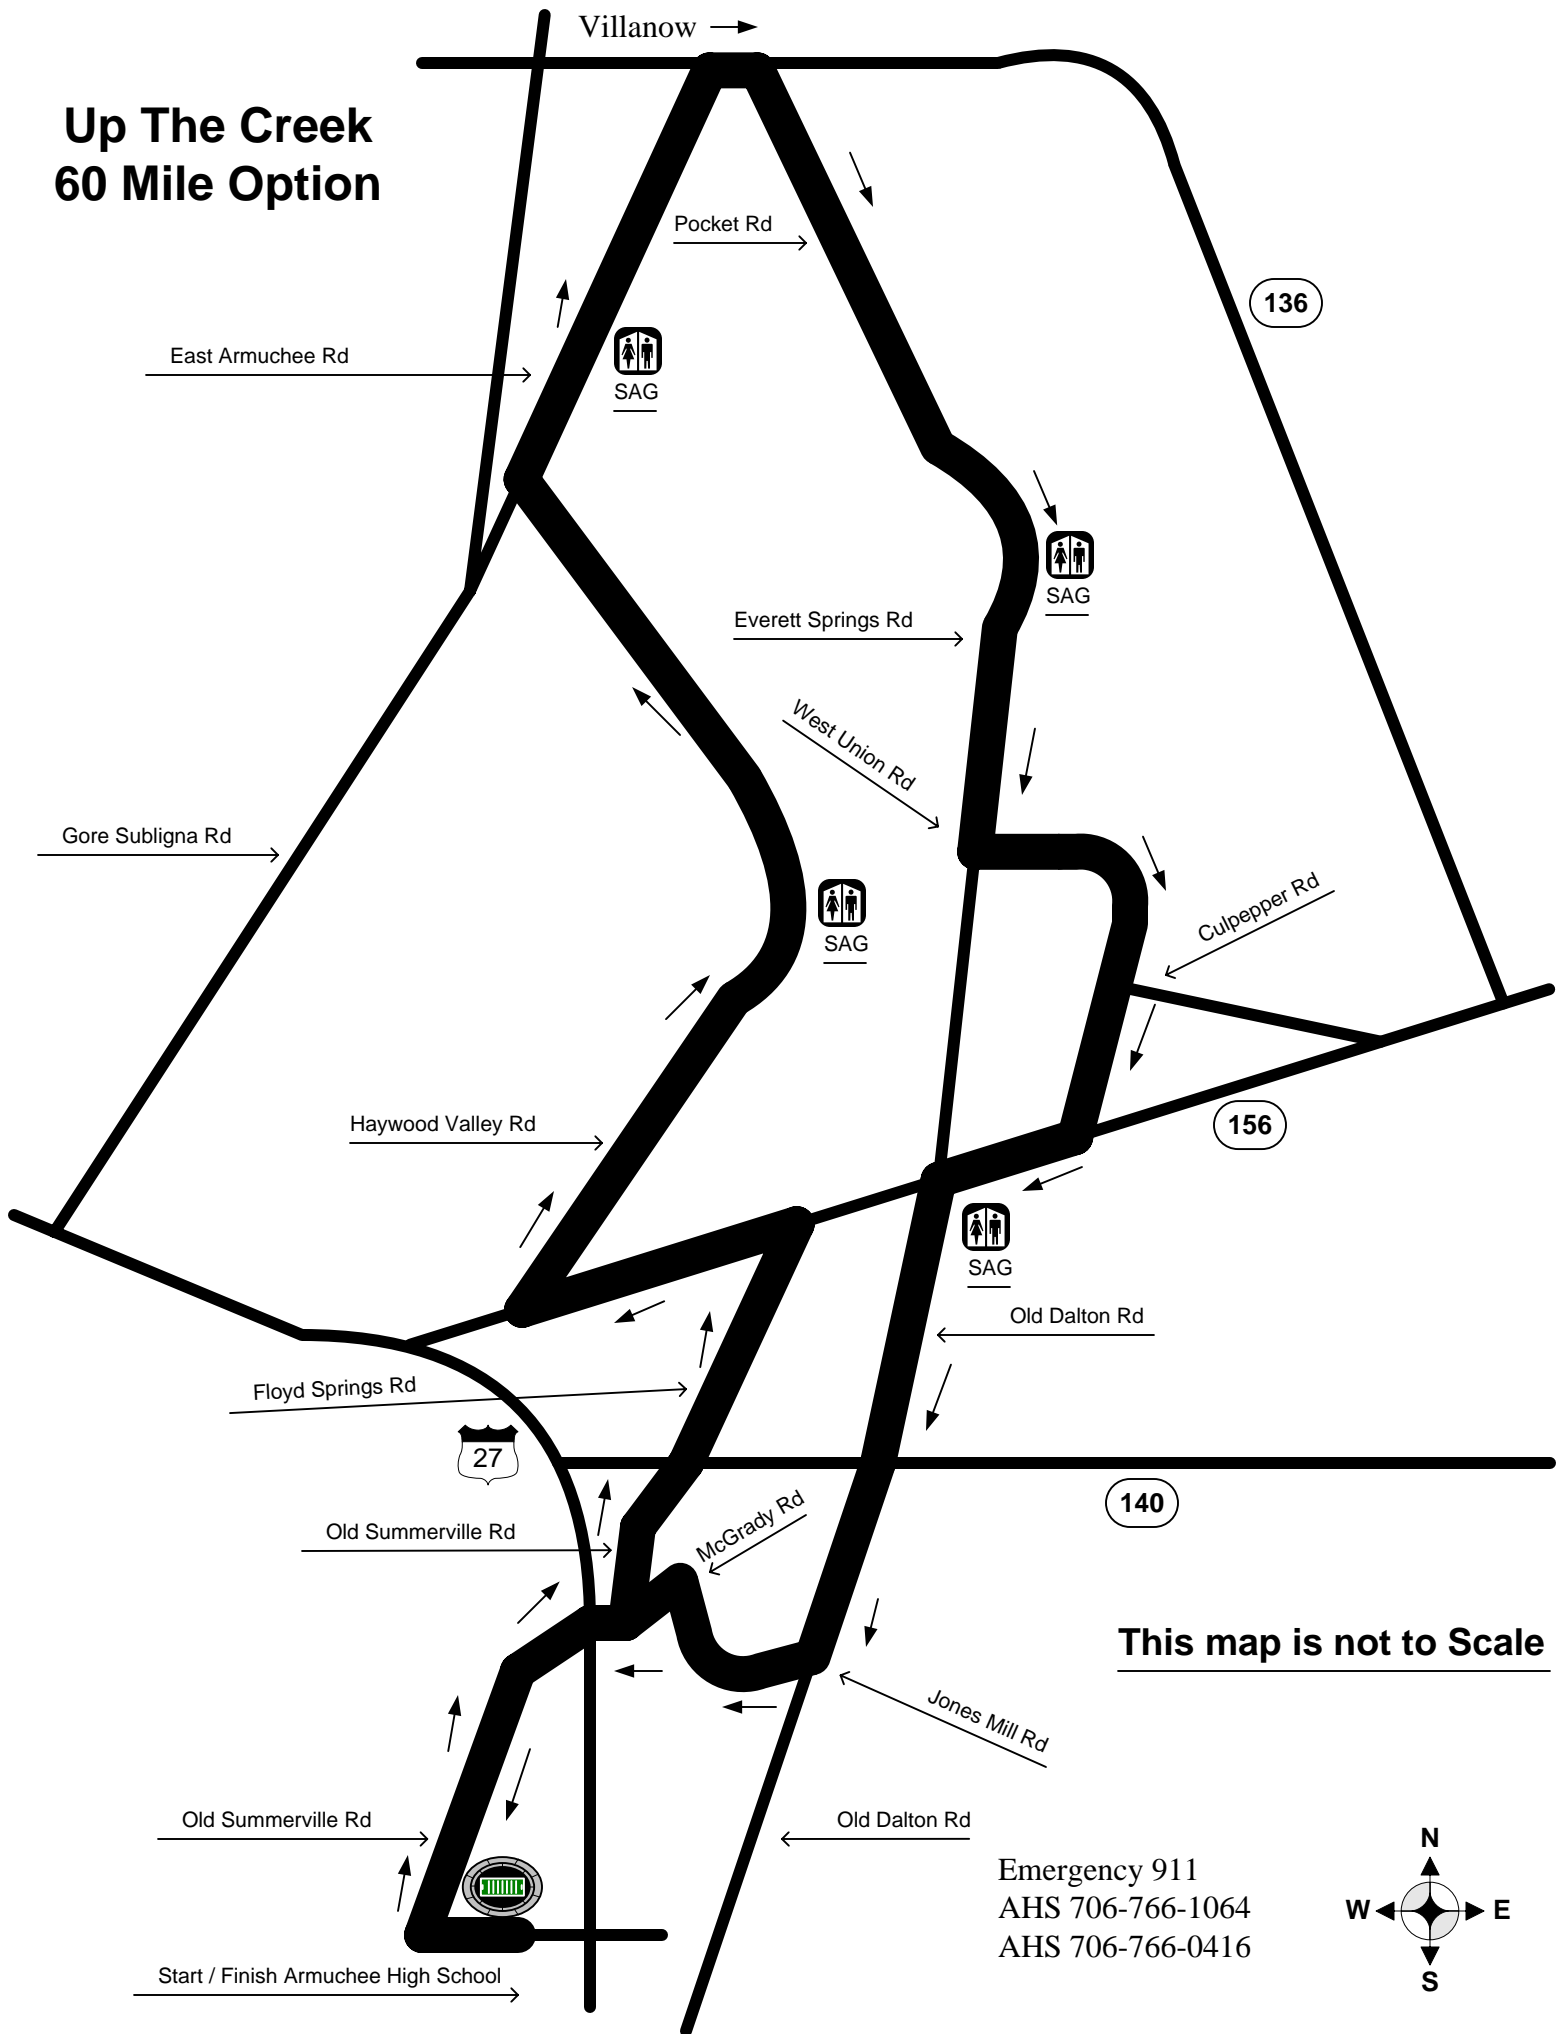 Villanow
Up The Creek
60 Mile Option
Pocket Rd
136
East Armuchee Rd
SAG
SAG
Everett Springs Rd
West Union Rd
Gore Subligna Rd
Culpepper Rd
SAG
Haywood Valley Rd
156
SAG
Old Dalton Rd
Floyd Springs Rd
27
140
McGrady Rd
Old Summerville Rd
This map is not to Scale
Jones Mill Rd
Old Summerville Rd
Old Dalton Rd
Emergency 911
AHS 706-766-1064
AHS 706-766-0416
N
W E
S
Start / Finish Armuchee High School